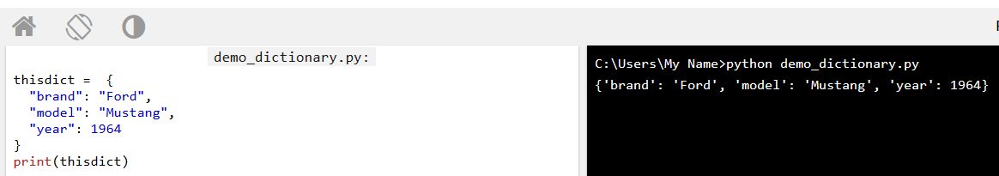 demo_dictionary.py:
thisdict =  {
  "brand": "Ford",
  "model": "Mustang",
  "year": 1964
}
print(thisdict)
C:\Users\My Name>python demo_dictionary.py
{'brand': 'Ford', 'model': 'Mustang', 'year': 1964}